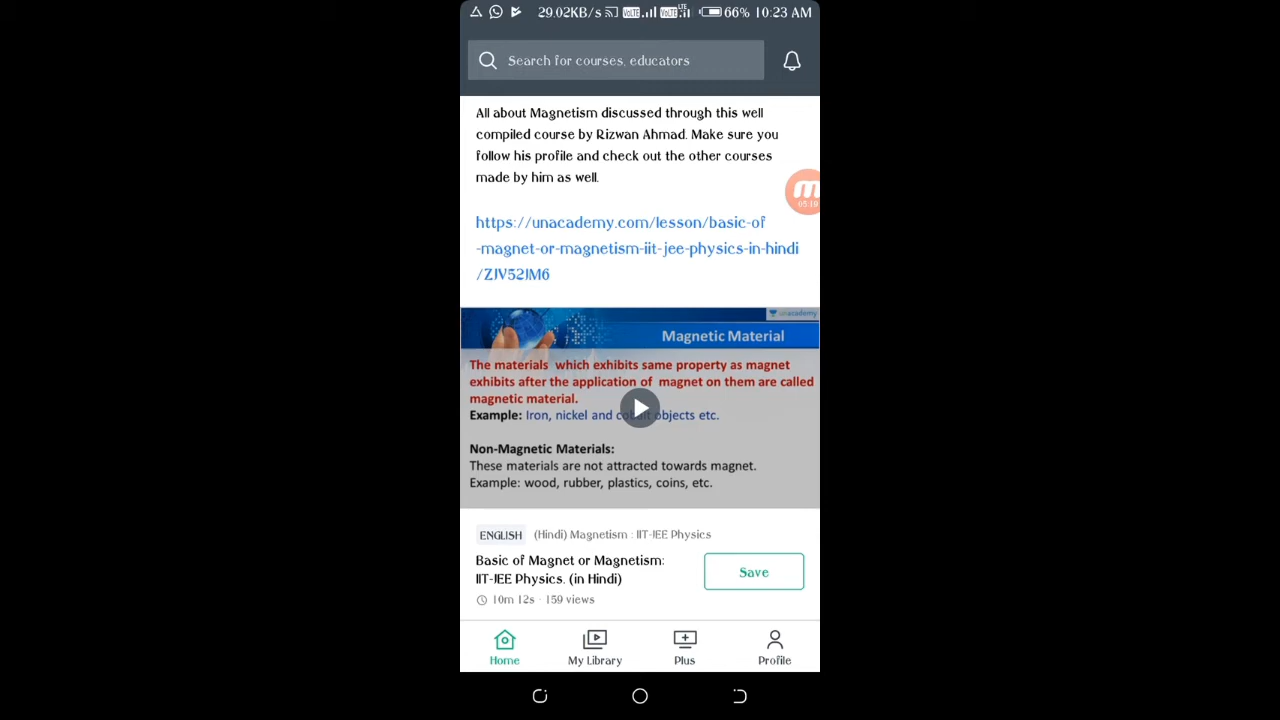 29.02KB/s VoLTE VoLTE LTE 66% 10:23 AM
Search for courses, educators
All about Magnetism discussed through this well
compiled course by Rizwan Ahmad. Make sure you
follow his profile and check out the other courses
made by him as well.
https://unacademy.com/lesson/basic-of
-magnet-or-magnetism-iit-jee-physics-in-hindi
/ZJV52JM6
unacademy
Magnetic Material
The materials which exhibits same property as magnet
exhibits after the application of magnet on them are called
magnetic material.
Example: Iron, nickel and cobalt objects etc.
Non-Magnetic Materials:
These materials are not attracted towards magnet.
Example: wood, rubber, plastics, coins, etc.
ENGLISH (Hindi) Magnetism : IIT-JEE Physics
Basic of Magnet or Magnetism:
IIT-JEE Physics. (in Hindi)
Save
10m 12s · 159 views
Home My Library Plus Profile